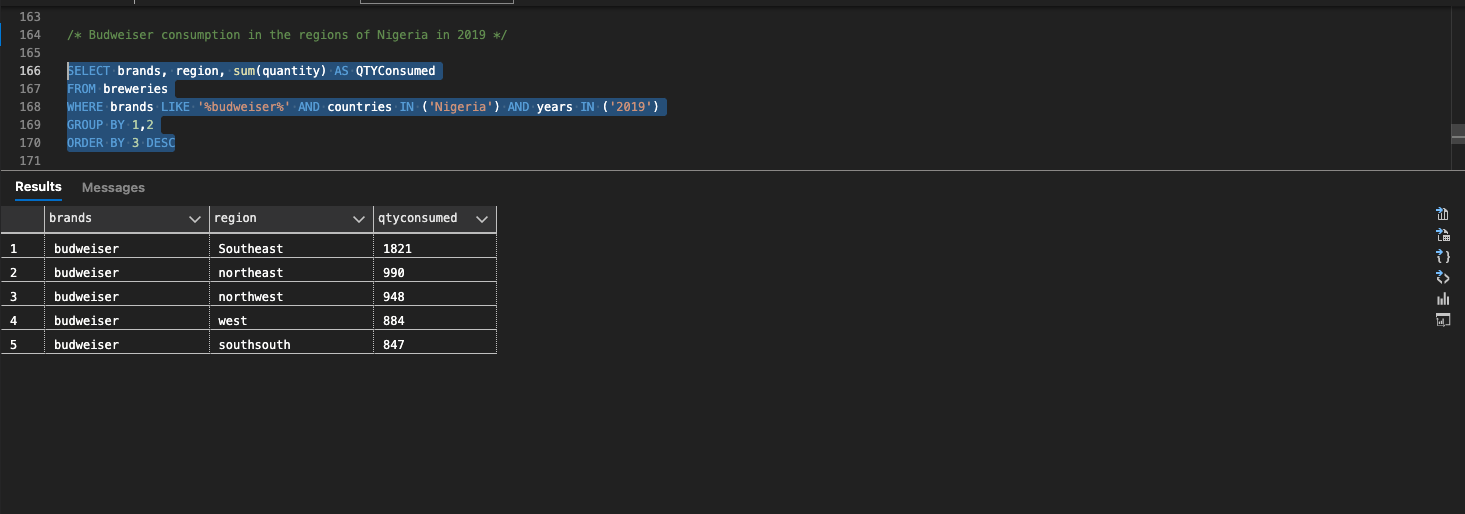 163
164 /* Budweiser consumption in the regions of Nigeria in 2019 */
165
166 SELECT brands, region, sum(quantity) AS QTYConsumed
167 FROM breweries
168 WHERE brands LIKE '%budweiser%' AND countries IN ('Nigeria') AND years IN ('2019')
169 GROUP BY 1,2
170 ORDER BY 3 DESC
171
Results Messages
brands region qtyconsumed
1 budweiser Southeast 1821
2 budweiser northeast 990
3 budweiser northwest 948
4 budweiser west 884
5 budweiser southsouth 847